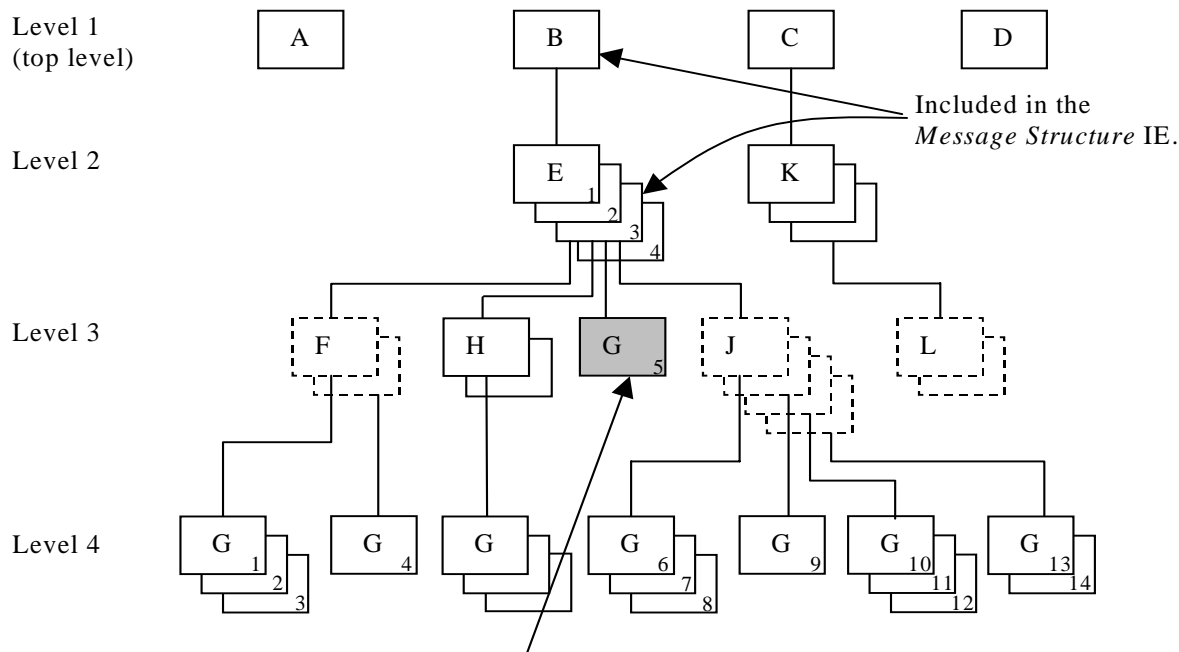 Level 1
(top level)
A
B
C
D
Included in the
Message Structure IE.
Level 2
E
1
2
3
4
K
Level 3
F
H
G
5
J
L
Level 4
G
1
2
3
G
4
G
G
6
7
8
G
9
G
10
11
12
G
13
14